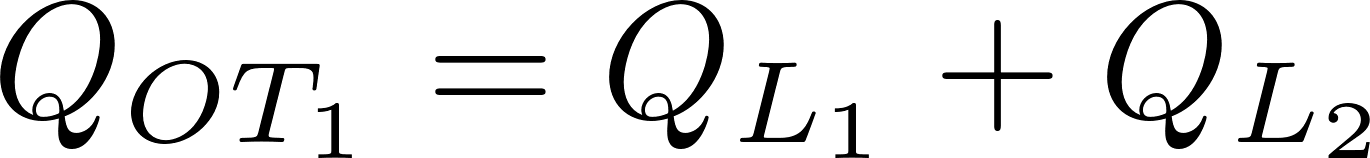 Q_{OT_1} = Q_{L_1} + Q_{L_2}